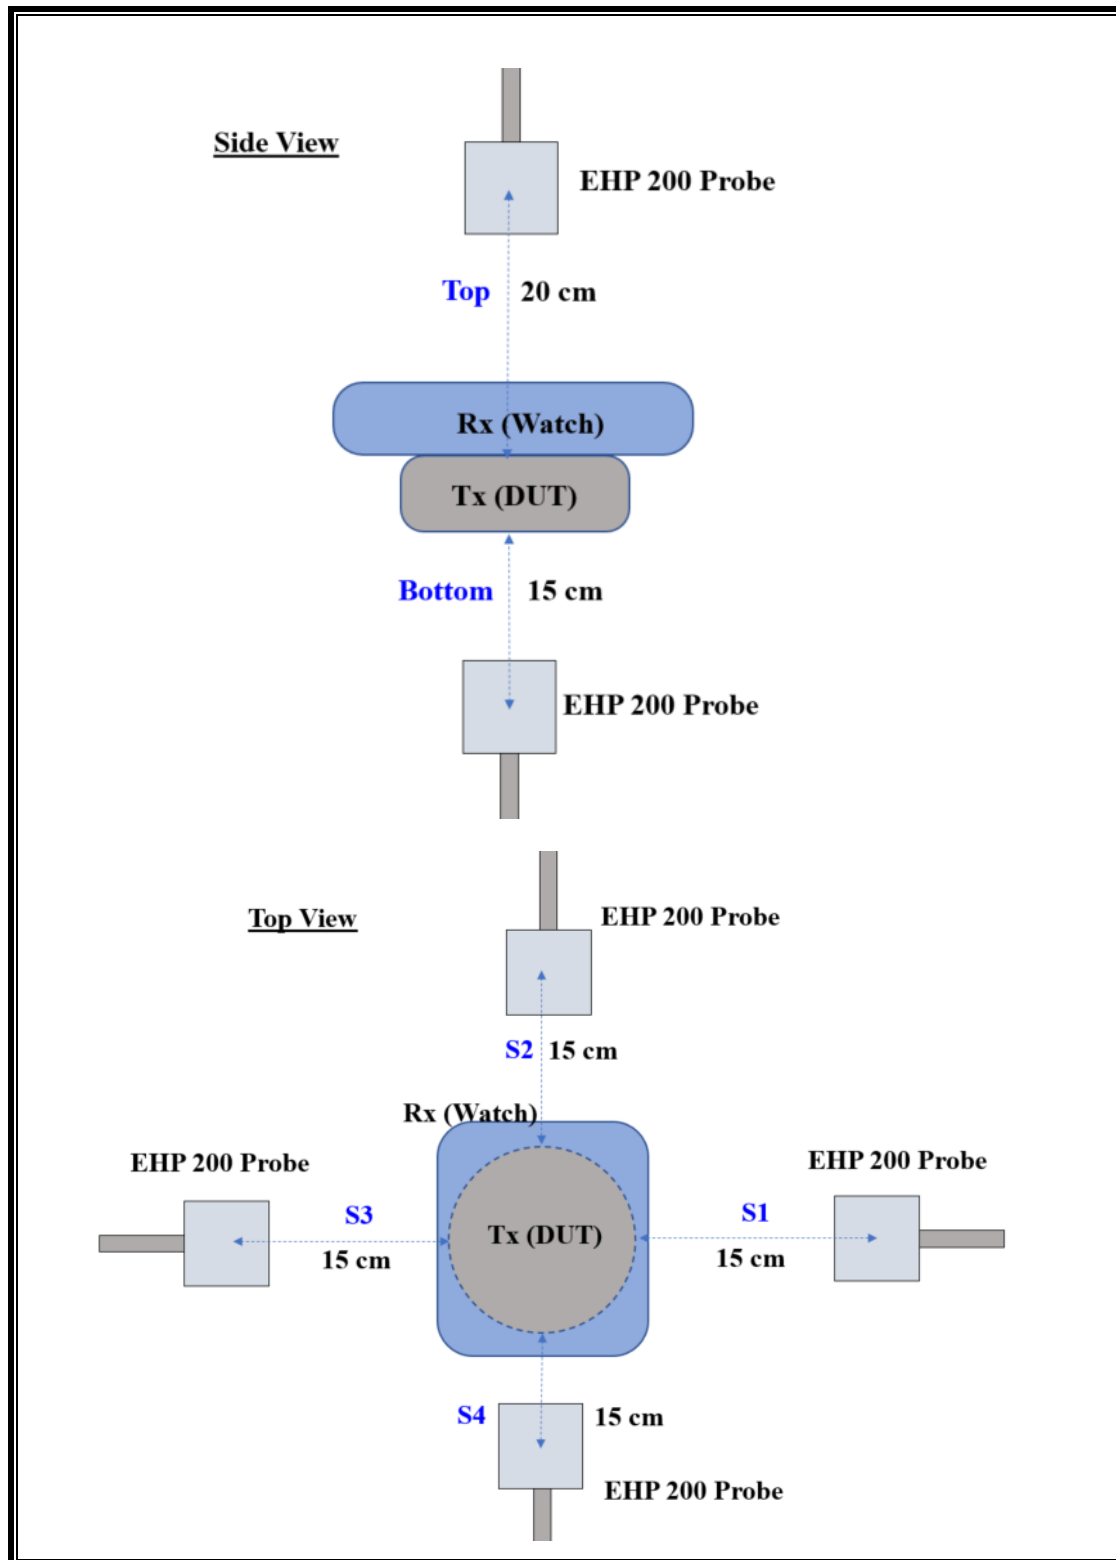 Side View
EHP 200 Probe
Top 20 cm
Rx (Watch)
Tx (DUT)
Bottom 15 cm
EHP 200 Probe
Top View
EHP 200 Probe
S2 15 cm
Rx (Watch)
EHP 200 Probe
EHP 200 Probe
S3
S1
Tx (DUT)
15 cm
15 cm
S4
15 cm
EHP 200 Probe